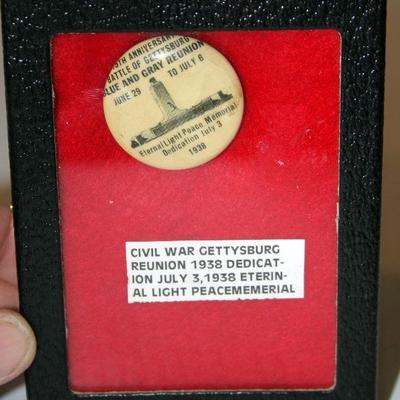 5TH ANNIVERSARY
BATTLE OF GETTYSBURG
BLUE AND GRAY REUNION
JUNE 29 TO JULY 6
Eternal Light Peace Memorial
Dedication July 3
1938
CIVIL WAR GETTYSBURG
REUNION 1938 DEDICAT-
ION JULY 3,1938 ETERIN-
AL LIGHT PEACEMEMERIAL